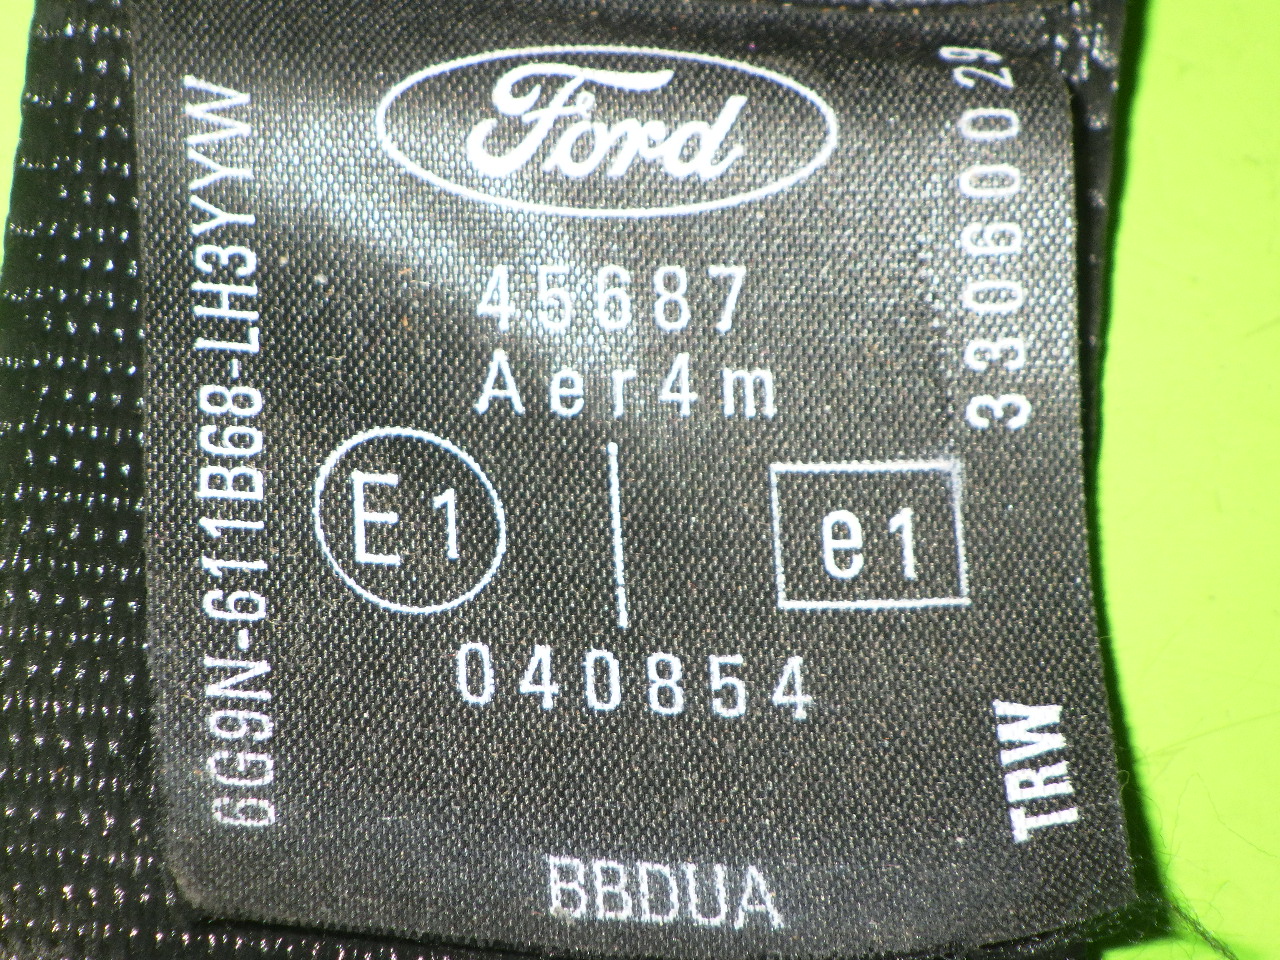 Ford
45687
Aer4m
E1
e1
040854
BBDUA
6G9N-611B68-LH3YYW
33060029
TRW